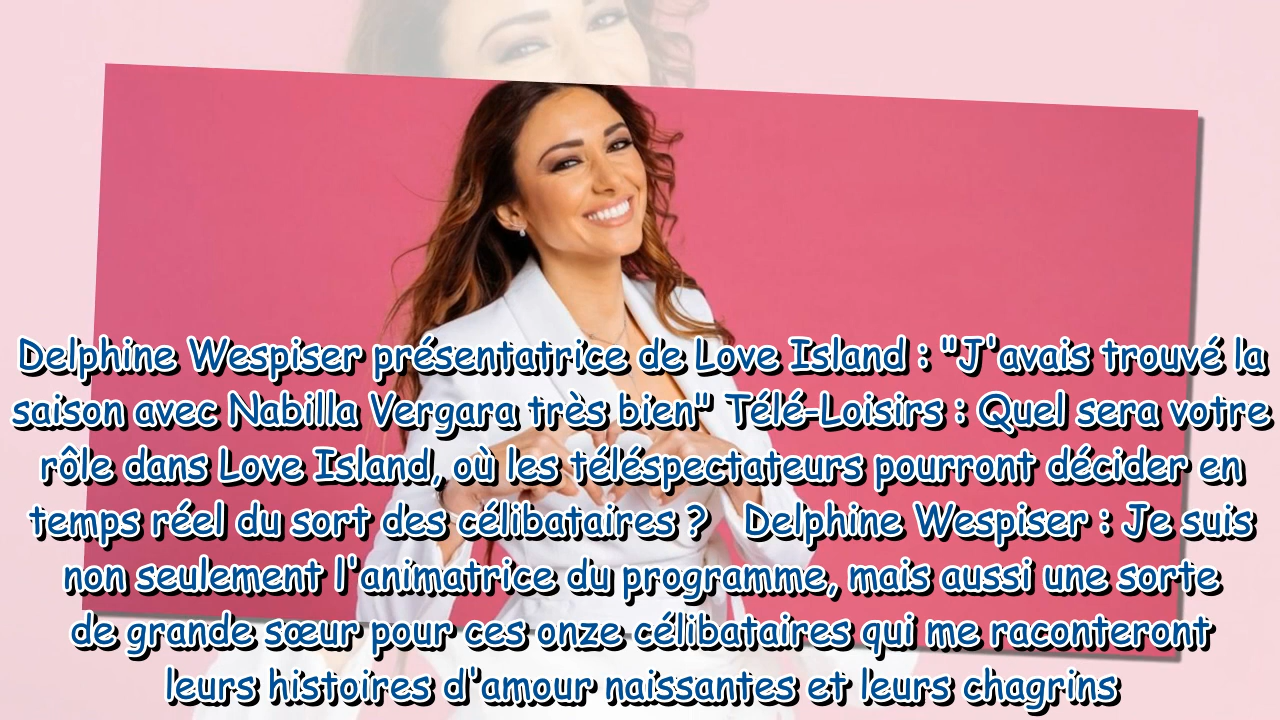 Delphine Wespiser présentatrice de Love Island : "J'avais trouvé la
saison avec Nabilla Vergara très bien" Télé-Loisirs : Quel sera votre
rôle dans Love Island, où les téléspectateurs pourront décider en
temps réel du sort des célibataires ? Delphine Wespiser : Je suis
non seulement l'animatrice du programme, mais aussi une sorte
de grande sœur pour ces onze célibataires qui me raconteront
leurs histoires d'amour naissantes et leurs chagrins